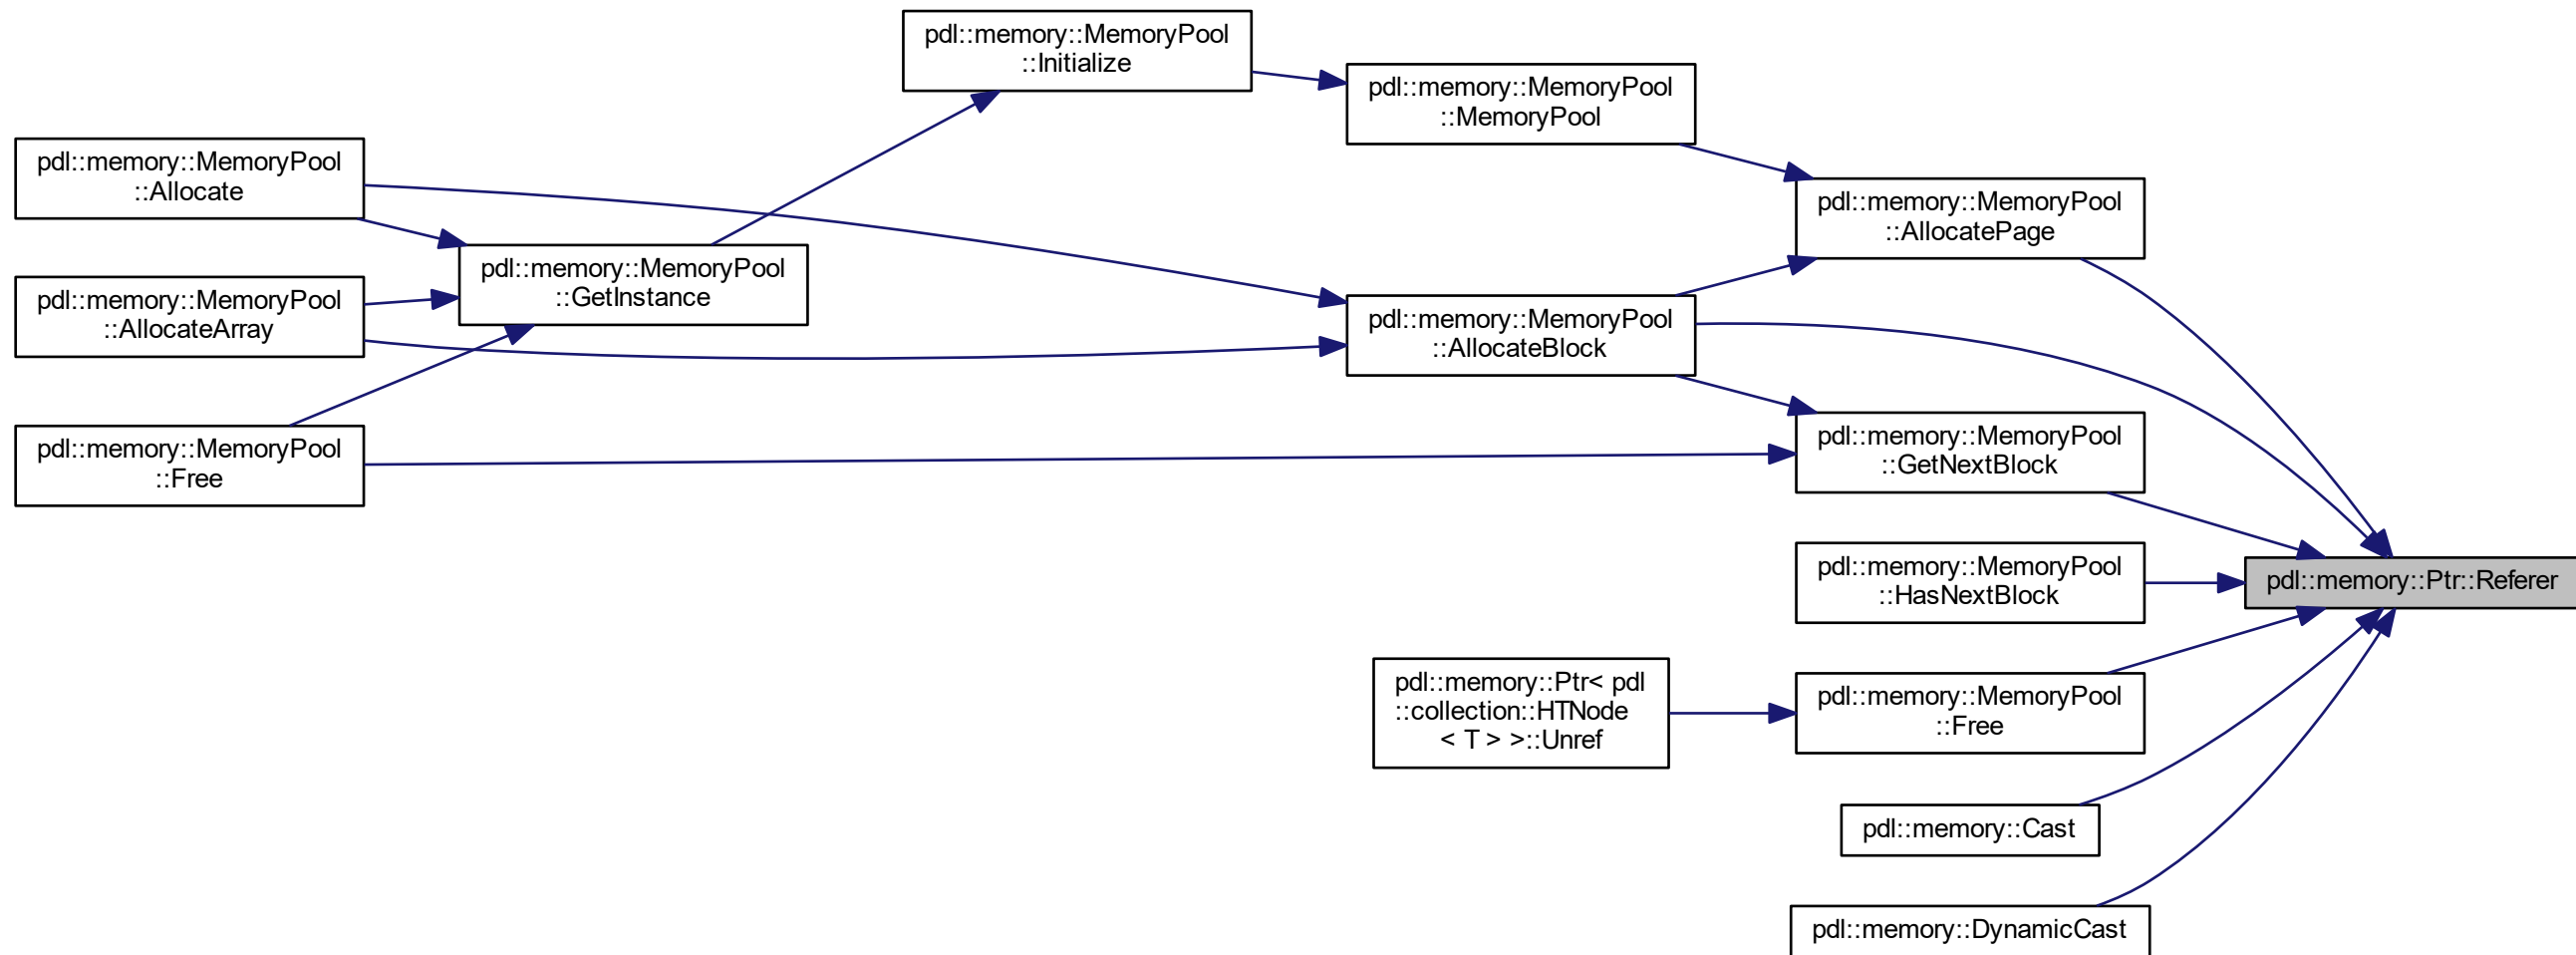 pdl::memory::MemoryPool
::Initialize
pdl::memory::MemoryPool
::MemoryPool
pdl::memory::MemoryPool
::Allocate
pdl::memory::MemoryPool
::AllocatePage
pdl::memory::MemoryPool
::GetInstance
pdl::memory::MemoryPool
::AllocateArray
pdl::memory::MemoryPool
::AllocateBlock
pdl::memory::MemoryPool
::GetNextBlock
pdl::memory::MemoryPool
::Free
pdl::memory::MemoryPool
::HasNextBlock
pdl::memory::Ptr::Referer
pdl::memory::Ptr< pdl
::collection::HTNode
< T > >::Unref
pdl::memory::MemoryPool
::Free
pdl::memory::Cast
pdl::memory::DynamicCast